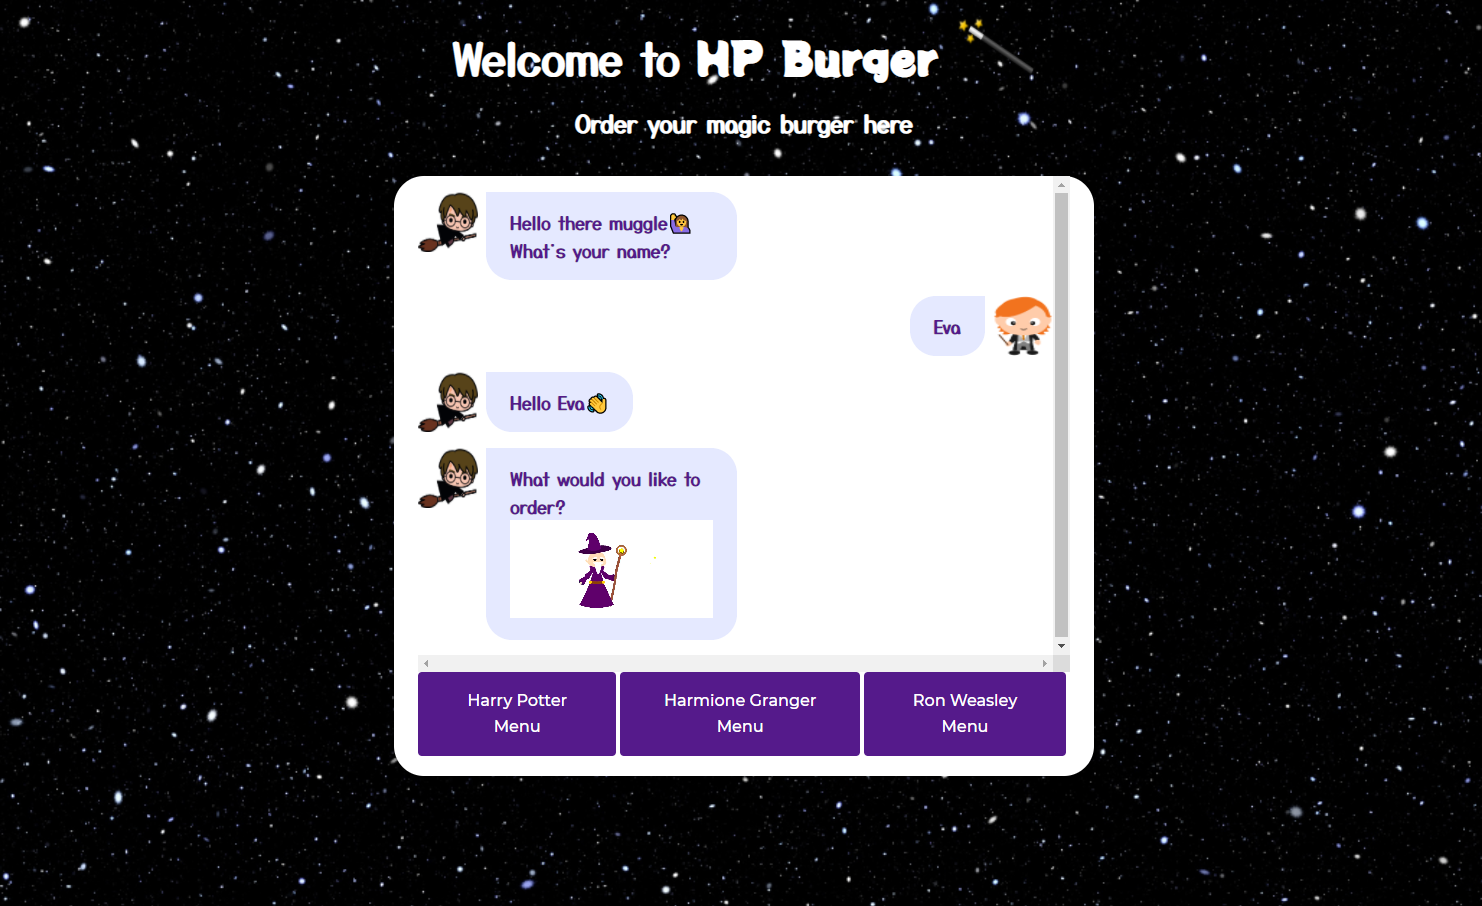 Welcome to HP Burger
Order your magic burger here
Hello there muggle🙋‍♀️
What's your name?
Eva
Hello Eva👏
What would you like to
order?
Harry Potter
Menu
Harmione Granger
Menu
Ron Weasley
Menu